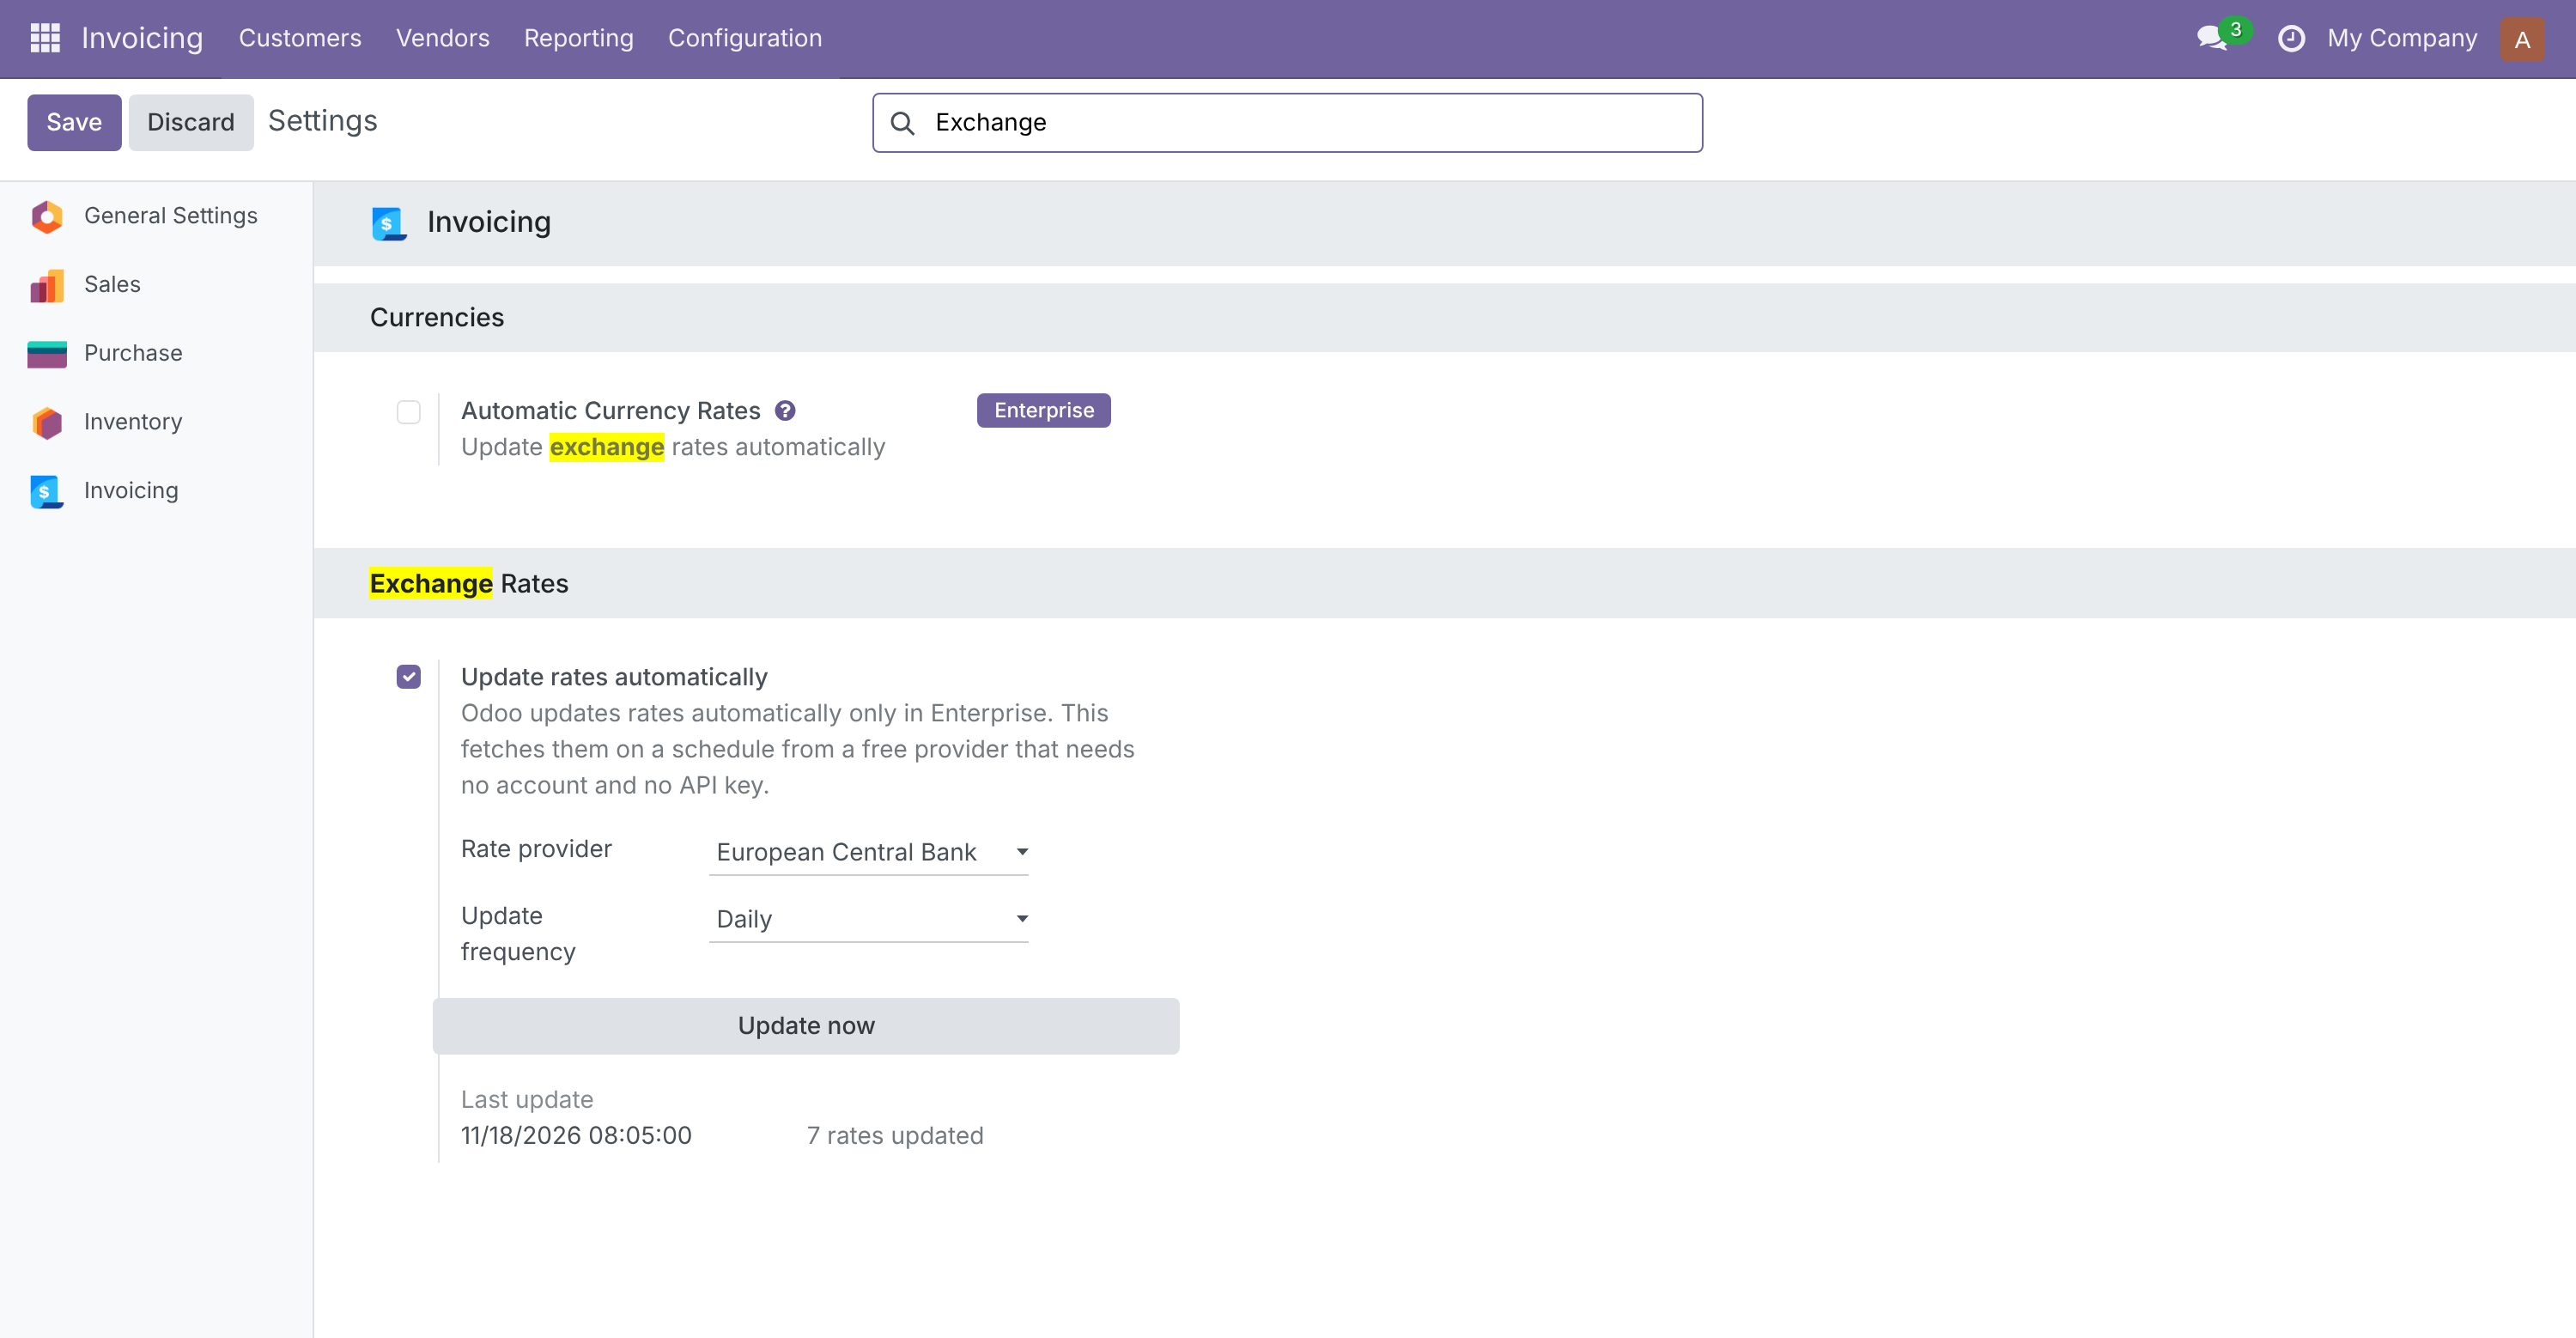 Invoicing Customers Vendors Reporting Configuration 3 My Company A
Save Discard Settings Exchange
General Settings
Sales
Purchase
Inventory
Invoicing
Invoicing
Currencies
Automatic Currency Rates ? Enterprise
Update exchange rates automatically
Exchange Rates
Update rates automatically
Odoo updates rates automatically only in Enterprise. This
fetches them on a schedule from a free provider that needs
no account and no API key.
Rate provider European Central Bank
Update
frequency
Daily
Update now
Last update
11/18/2026 08:05:00 7 rates updated